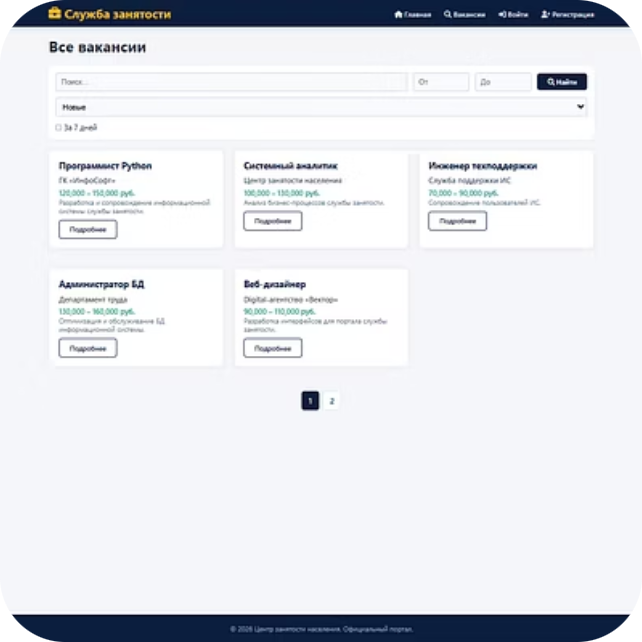 Служба занятости
Главная
Вакансии
Войти
Регистрация
Все вакансии
Поиск...
От
До
Найти
Новые
За 7 дней
Программист Python
ГК «ИнфоСофт»
120,000 – 150,000 руб.
Разработка и сопровождение информационной
системы службы занятости.
Подробнее
Системный аналитик
Центр занятости населения
100,000 – 130,000 руб.
Анализ бизнес-процессов службы занятости.
Подробнее
Инженер техподдержки
Служба поддержки ИС
70,000 – 90,000 руб.
Сопровождение пользователей ИС.
Подробнее
Администратор БД
Департамент труда
130,000 – 160,000 руб.
Оптимизация и обслуживание БД
информационной системы.
Подробнее
Веб-дизайнер
Digital-агентство «Вектор»
90,000 – 110,000 руб.
Разработка интерфейсов для портала службы
занятости.
Подробнее
1
2
© 2026 Центр занятости населения. Официальный портал.